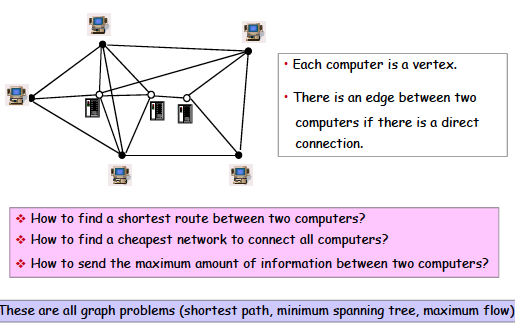 • Each computer is a vertex.
• There is an edge between two
computers if there is a direct
connection.
❖ How to find a shortest route between two computers?
❖ How to find a cheapest network to connect all computers?
❖ How to send the maximum amount of information between two computers?
These are all graph problems (shortest path, minimum spanning tree, maximum flow)